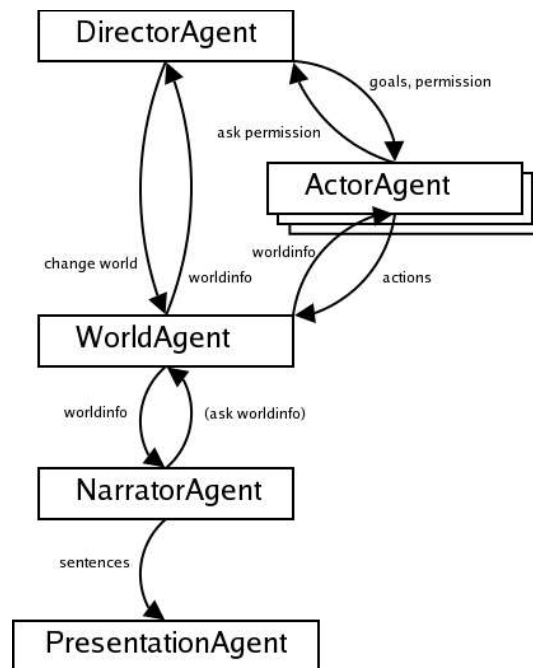 DirectorAgent
goals, permission
ask permission
ActorAgent
worldinfo
change world
worldinfo
actions
WorldAgent
worldinfo
(ask worldinfo)
NarratorAgent
sentences
PresentationAgent